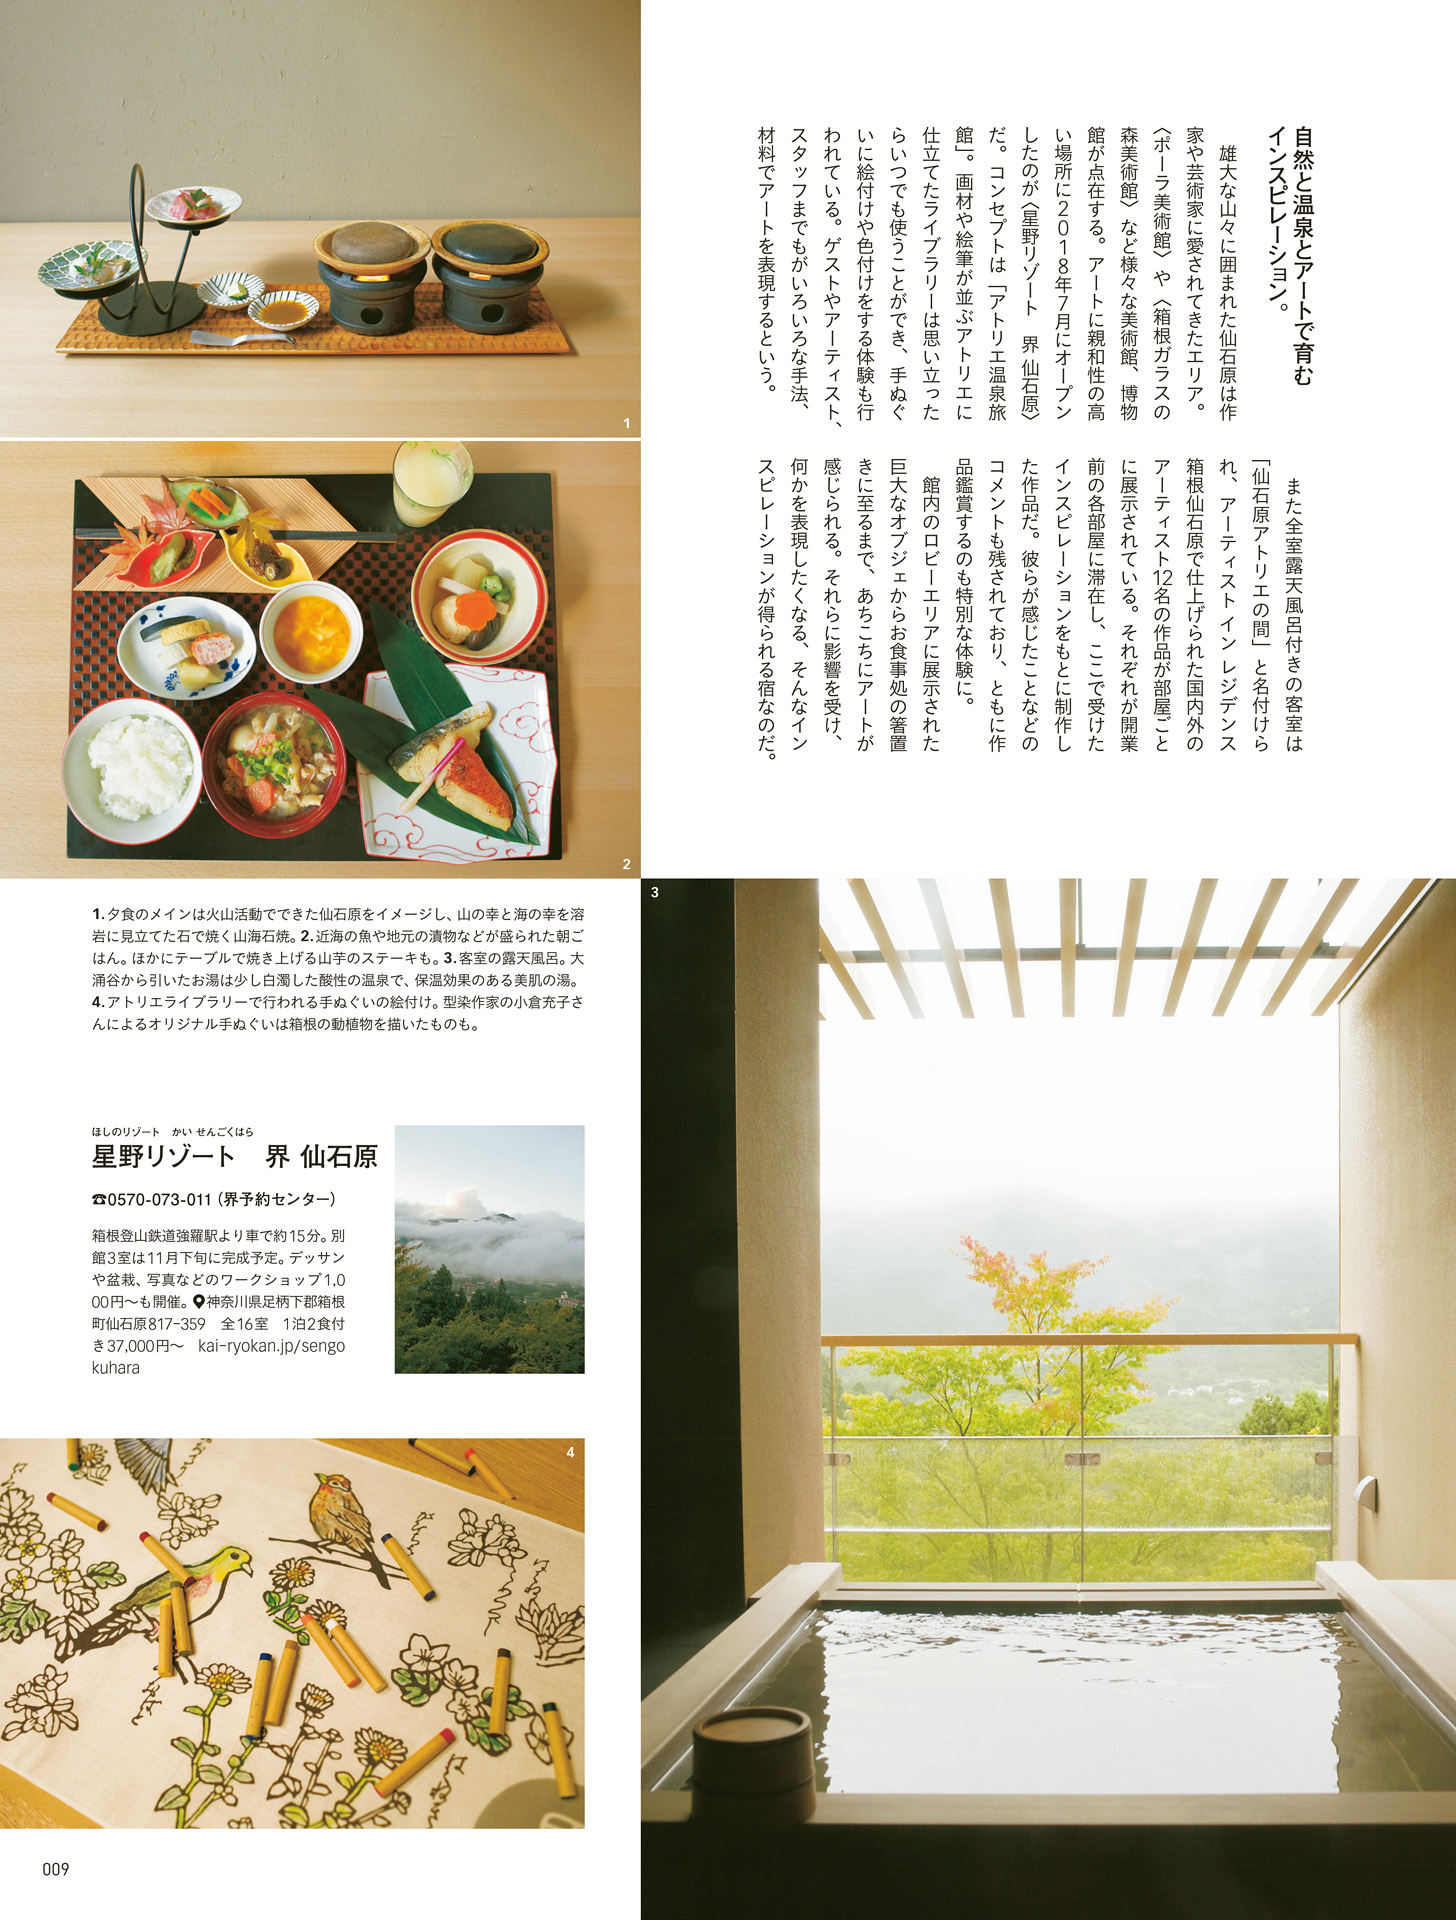 自然と温泉とアートで育む
インスピレーション。
雄大な山々に囲まれた仙石原は作
家や芸術家に愛されてきたエリア。
〈ポーラ美術館〉や〈箱根ガラスの
森美術館〉など様々な美術館、博物
館が点在する。アートに親和性の高
い場所に2018年7月にオープン
したのが〈星野リゾート　界 仙石原〉
だ。コンセプトは「アトリエ温泉旅
館」。画材や絵筆が並ぶアトリエに
仕立てたライブラリーは思い立った
らいつでも使うことができ、手ぬぐ
いに絵付けや色付けをする体験も行
われている。ゲストやアーティスト、
スタッフまでもがいろいろな手法、
材料でアートを表現するという。
また全室露天風呂付きの客室は
「仙石原アトリエの間」と名付けら
れ、アーティスト イン レジデンス
箱根仙石原で仕上げられた国内外の
アーティスト12名の作品が部屋ごと
に展示されている。それぞれが開業
前の各部屋に滞在し、ここで受けた
インスピレーションをもとに制作し
た作品だ。彼らが感じたことなどの
コメントも残されており、ともに作
品鑑賞するのも特別な体験に。
館内のロビーエリアに展示された
巨大なオブジェからお食事処の箸置
きに至るまで、あちこちにアートが
感じられる。それらに影響を受け、
何かを表現したくなる、そんなイン
スピレーションが得られる宿なのだ。
1
2
3
1.夕食のメインは火山活動でできた仙石原をイメージし、山の幸と海の幸を溶
岩に見立てた石で焼く山海石焼。2.近海の魚や地元の漬物などが盛られた朝ご
はん。ほかにテーブルで焼き上げる山芋のステーキも。3.客室の露天風呂。大
涌谷から引いたお湯は少し白濁した酸性の温泉で、保温効果のある美肌の湯。
4.アトリエライブラリーで行われる手ぬぐいの絵付け。型染作家の小倉充子さ
んによるオリジナル手ぬぐいは箱根の動植物を描いたものも。
ほしのリゾート　かい せんごくはら
星野リゾート　界 仙石原
☎0570-073-011（界予約センター）
箱根登山鉄道強羅駅より車で約15分。別
館3室は11月下旬に完成予定。デッサン
や盆栽、写真などのワークショップ1,0
00円〜も開催。神奈川県足柄下郡箱根
町仙石原817-359　全16室　1泊2食付
き37,000円〜　kai-ryokan.jp/sengo
kuhara
4
009